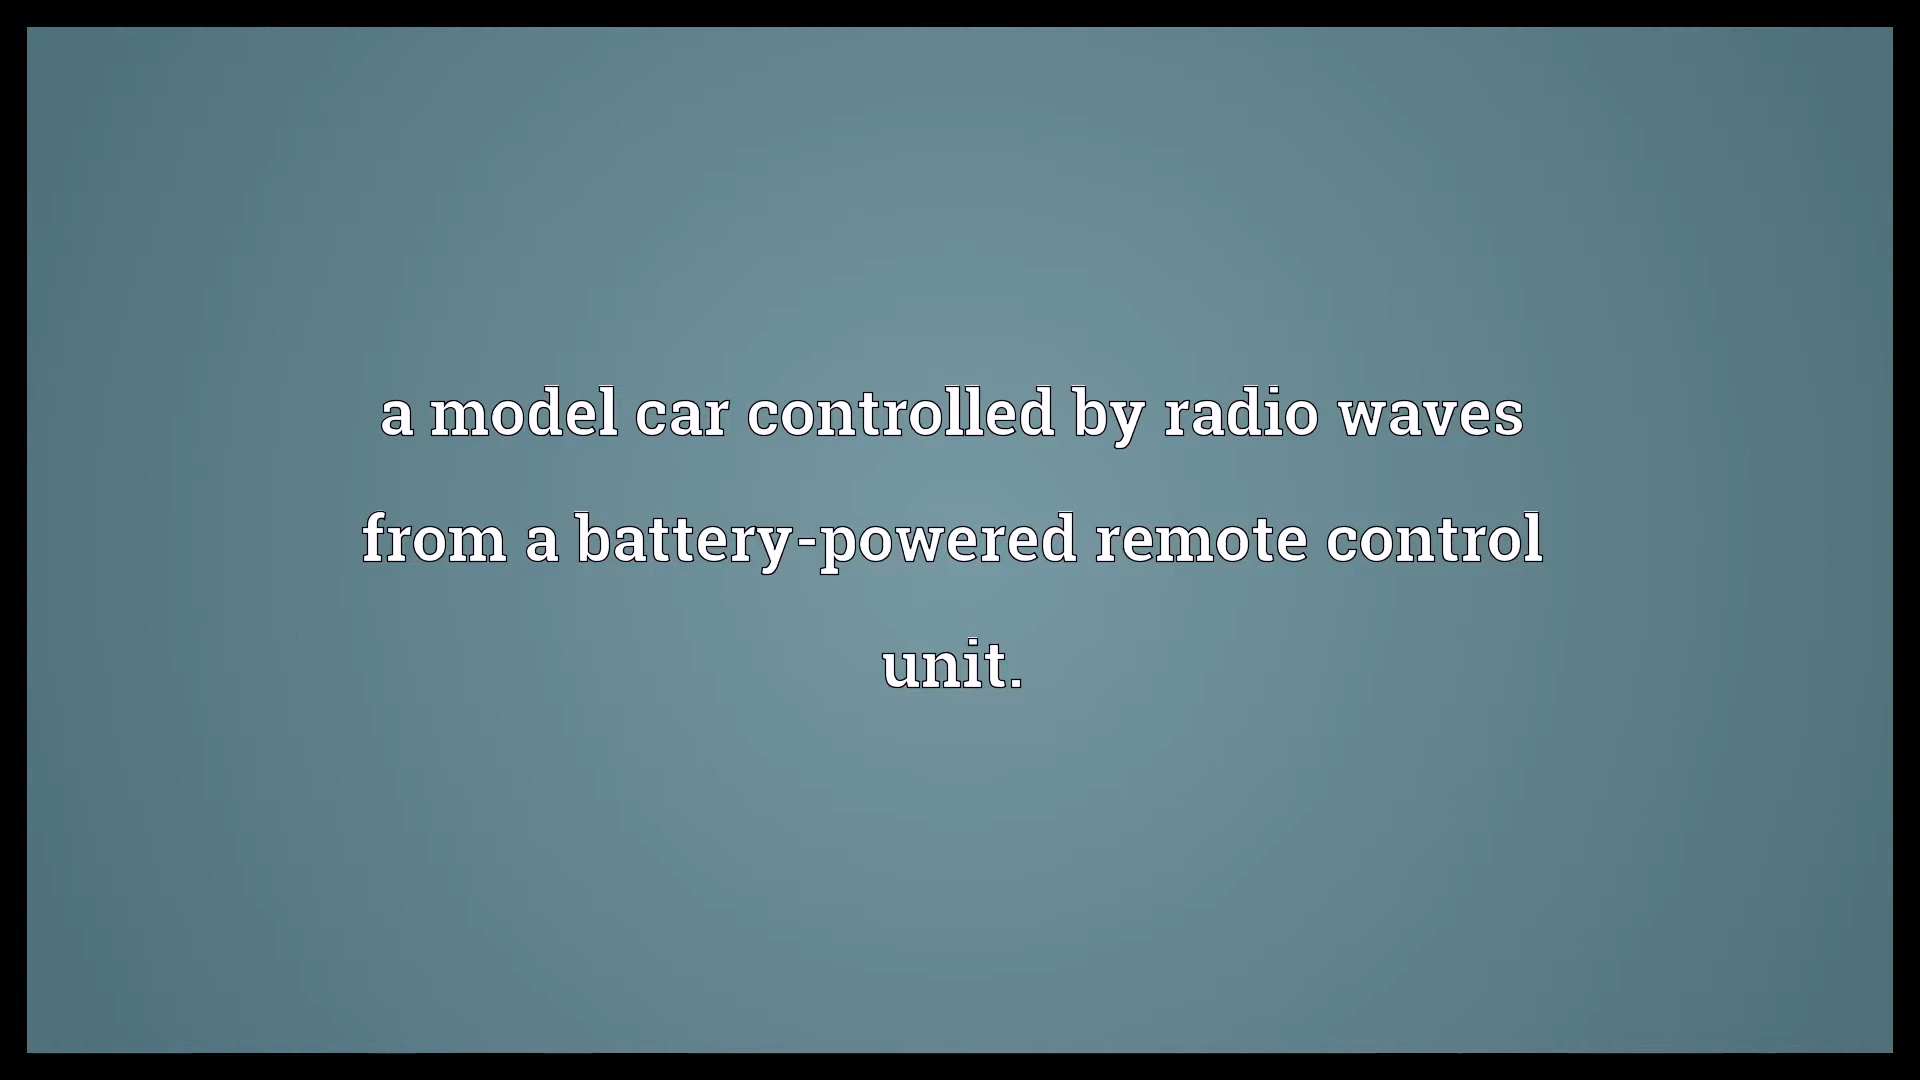 a model car controlled by radio waves
from a battery-powered remote control
unit.